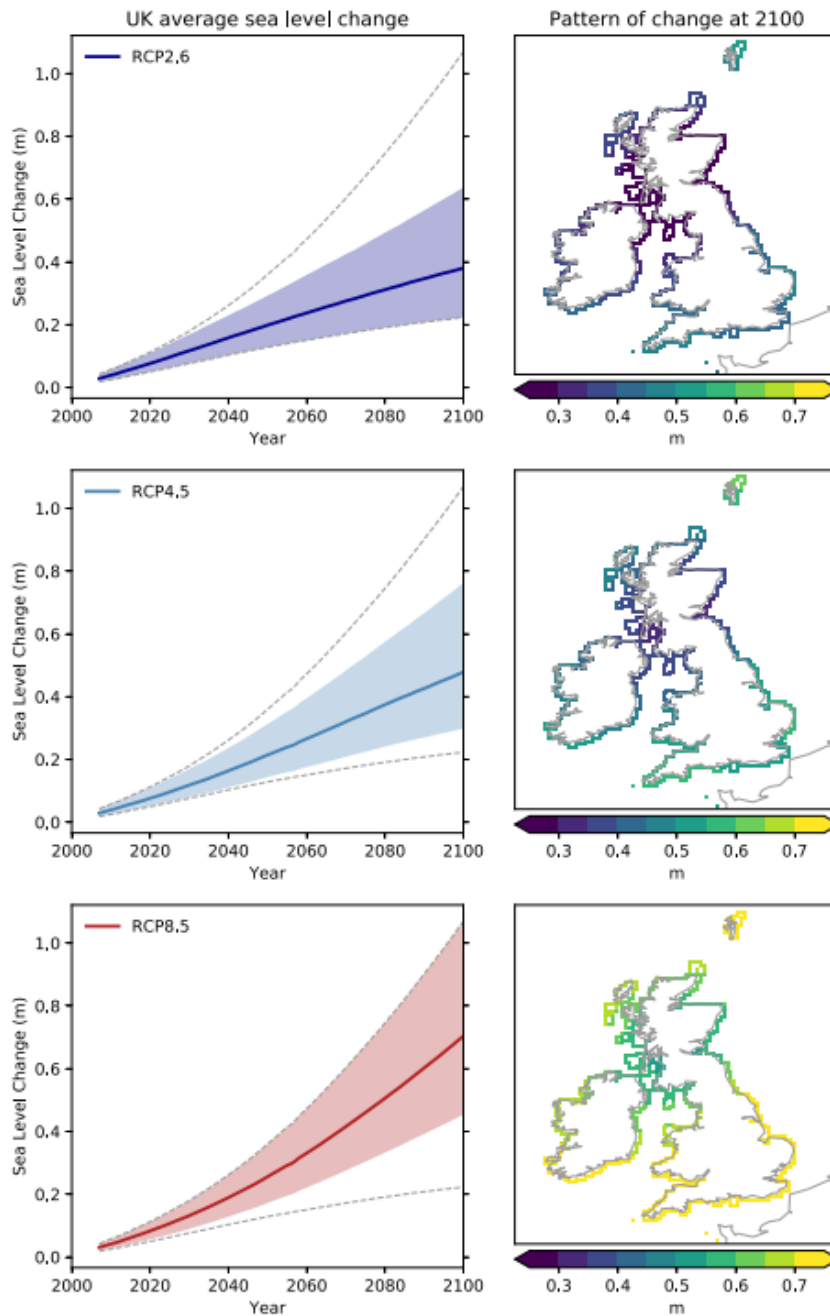 UK average sea level change
Pattern of change at 2100
RCP2.6
Sea Level Change (m)
1.0
0.8
0.6
0.4
0.2
0.0
2000 2020 2040 2060 2080 2100
Year
0.3 0.4 0.5 0.6 0.7
m
RCP4.5
Sea Level Change (m)
1.0
0.8
0.6
0.4
0.2
0.0
2000 2020 2040 2060 2080 2100
Year
0.3 0.4 0.5 0.6 0.7
m
RCP8.5
Sea Level Change (m)
1.0
0.8
0.6
0.4
0.2
0.0
2000 2020 2040 2060 2080 2100
Year
0.3 0.4 0.5 0.6 0.7
m